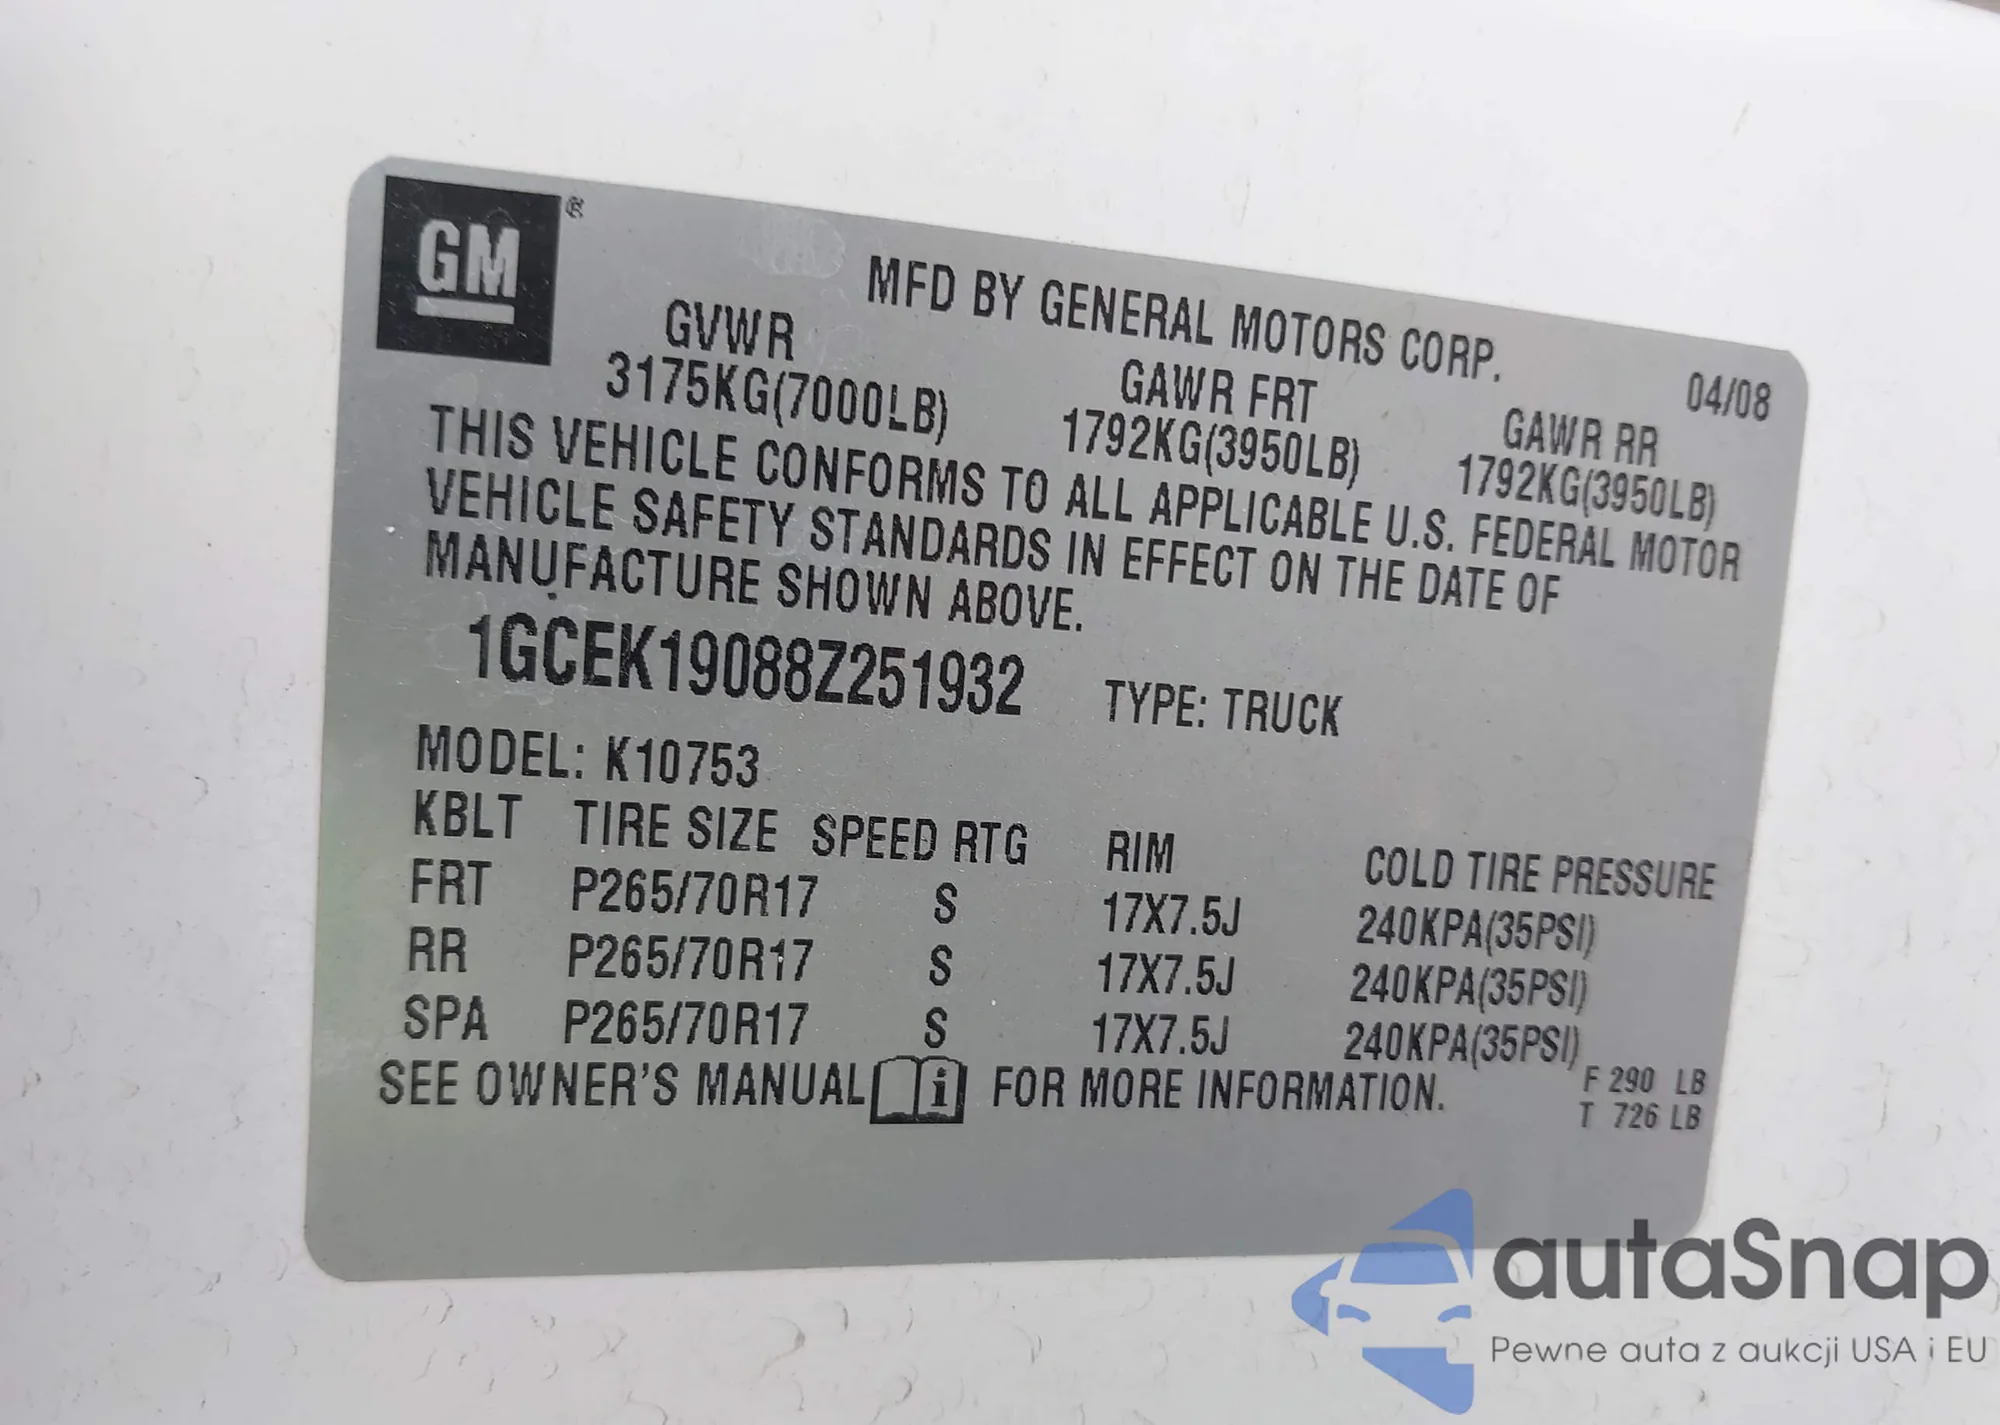 GM®
MFD BY GENERAL MOTORS CORP.
04/08
GVWR GAWR FRT GAWR RR
3175KG(7000LB) 1792KG(3950LB) 1792KG(3950LB)
THIS VEHICLE CONFORMS TO ALL APPLICABLE U.S. FEDERAL MOTOR
VEHICLE SAFETY STANDARDS IN EFFECT ON THE DATE OF
MANUFACTURE SHOWN ABOVE.
1GCEK19088Z251932 TYPE: TRUCK
MODEL: K10753
KBLT TIRE SIZE SPEED RTG RIM COLD TIRE PRESSURE
FRT P265/70R17 S 17X7.5J 240KPA(35PSI)
RR P265/70R17 S 17X7.5J 240KPA(35PSI)
SPA P265/70R17 S 17X7.5J 240KPA(35PSI)
SEE OWNER'S MANUAL i FOR MORE INFORMATION.
F 290 LB
T 726 LB
autaSnap
Pewne auta z aukcji USA i EU